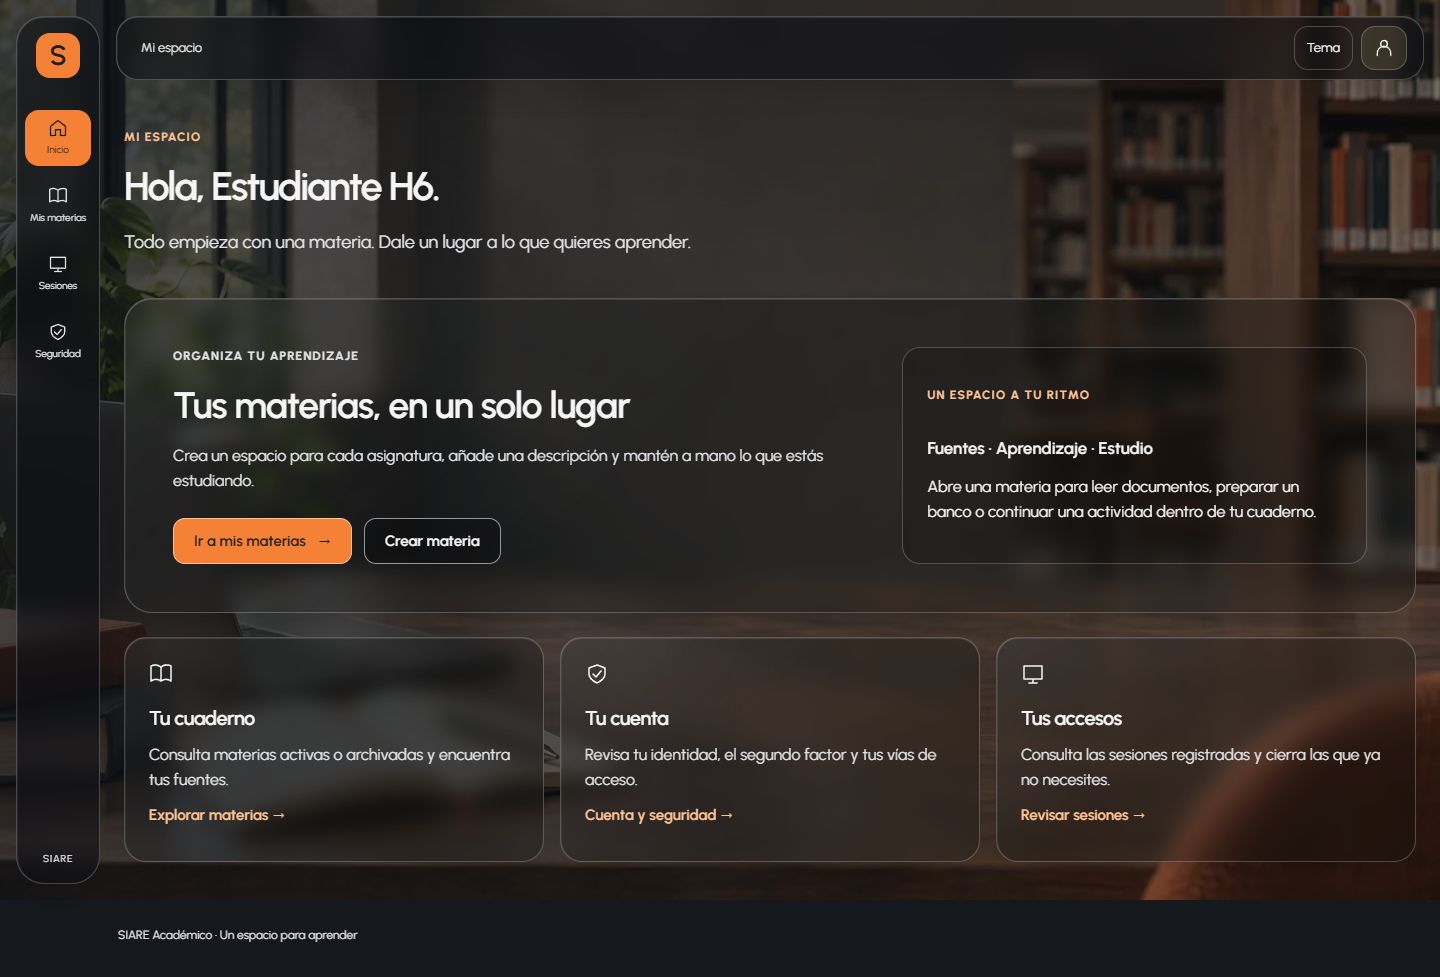 S
Mi espacio
Tema
Inicio
Mis materias
Sesiones
Seguridad
SIARE
MI ESPACIO
Hola, Estudiante H6.
Todo empieza con una materia. Dale un lugar a lo que quieres aprender.
ORGANIZA TU APRENDIZAJE
Tus materias, en un solo lugar
Crea un espacio para cada asignatura, añade una descripción y mantén a mano lo que estás
estudiando.
Ir a mis materias →
Crear materia
UN ESPACIO A TU RITMO
Fuentes · Aprendizaje · Estudio
Abre una materia para leer documentos, preparar un
banco o continuar una actividad dentro de tu cuaderno.
Tu cuaderno
Consulta materias activas o archivadas y encuentra
tus fuentes.
Explorar materias →
Tu cuenta
Revisa tu identidad, el segundo factor y tus vías de
acceso.
Cuenta y seguridad →
Tus accesos
Consulta las sesiones registradas y cierra las que ya
no necesites.
Revisar sesiones →
SIARE Académico · Un espacio para aprender